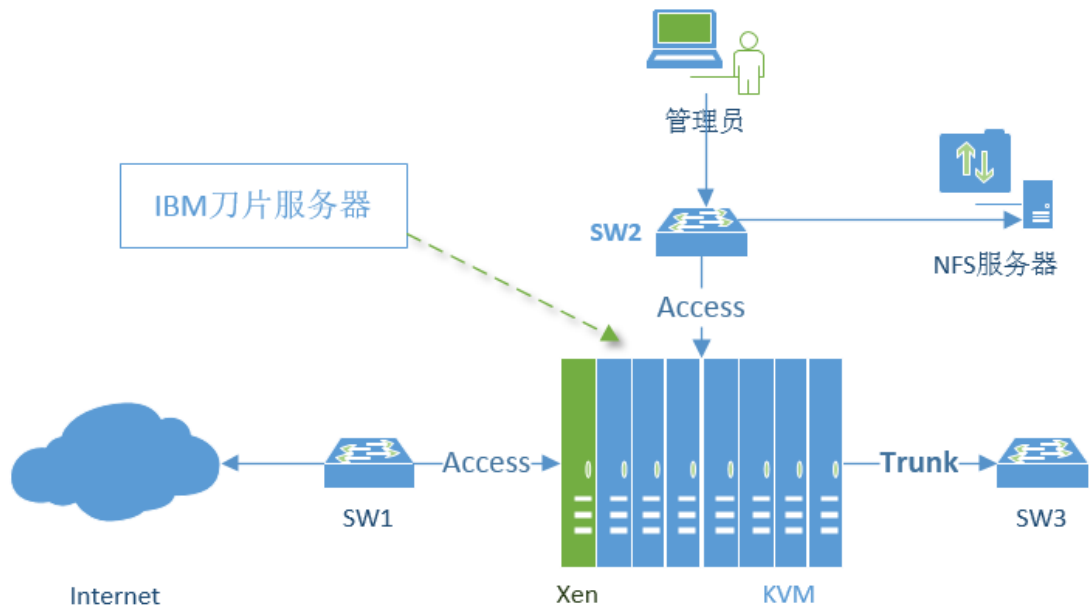 管理员
IBM刀片服务器
SW2
NFS服务器
Access
Access
Trunk
SW1
SW3
Internet
Xen
KVM